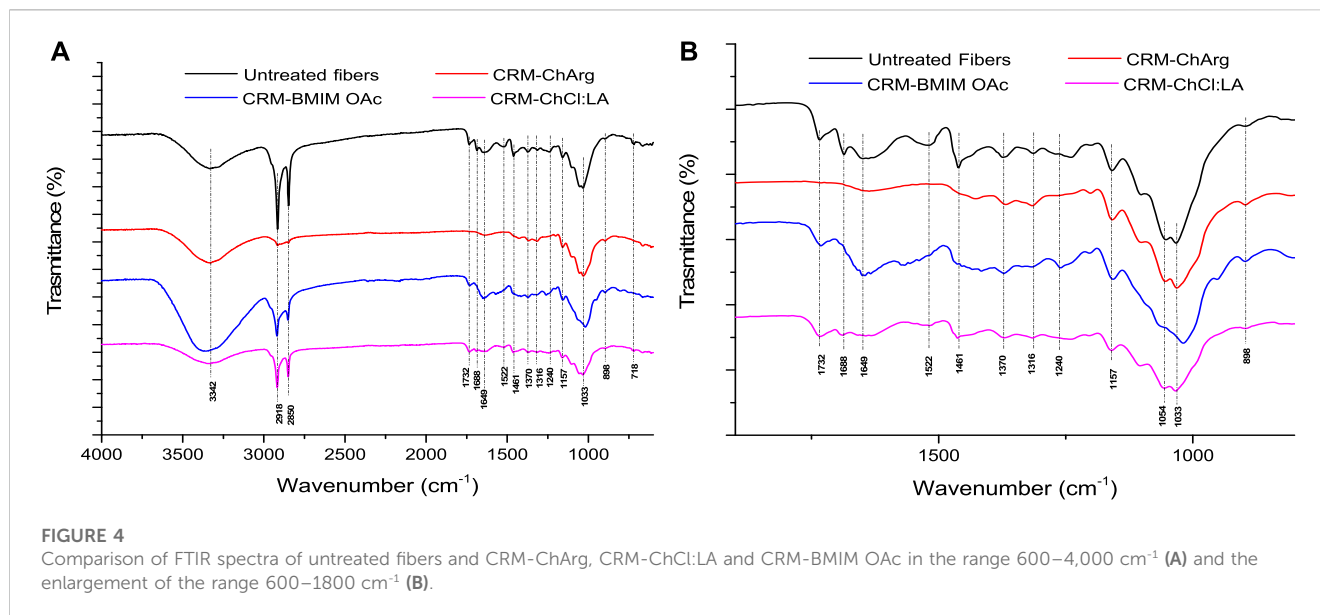 A
Untreated fibers
CRM-ChArg
CRM-BMIM OAc
CRM-ChCl:LA
Trasmittance (%)
3342
2918
2850
1732
1688
1649
1522
1461
1370
1316
1240
1157
1033
898
718
4000
3500
3000
2500
2000
1500
1000
Wavenumber (cm-1)
B
Untreated Fibers
CRM-ChArg
CRM-BMIM OAc
CRM-ChCl:LA
Trasmittance (%)
1732
1688
1649
1522
1461
1370
1316
1240
1157
1054
1033
898
1500
1000
Wavenumber (cm-1)
FIGURE 4
Comparison of FTIR spectra of untreated fibers and CRM-ChArg, CRM-ChCl:LA and CRM-BMIM OAc in the range 600–4,000 cm-1 (A) and the
enlargement of the range 600–1800 cm-1 (B).